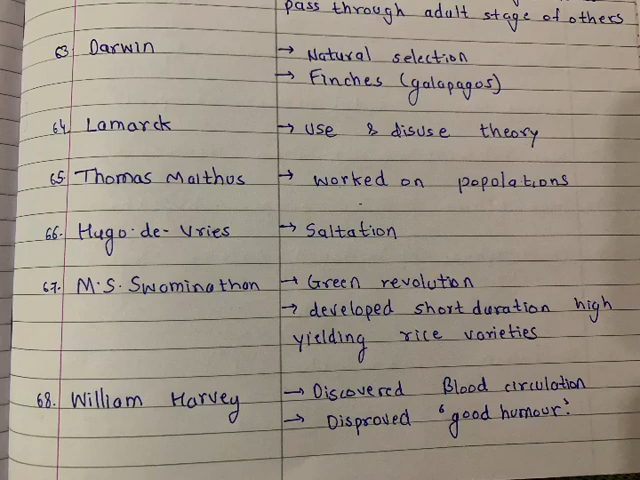 pass through adult stage of others
63 Darwin → Natural selection
→ Finches (galapagos)
64. Lamarck → use & disuse theory
65. Thomas Malthus → worked on popolations
66. Hugo-de-Vries → Saltation
67. M.S. Swaminathan → Green revolution
→ developed short duration high
yielding rice varieties
68. William Harvey → Discovered Blood circulation
→ Disproved 'good humour'.